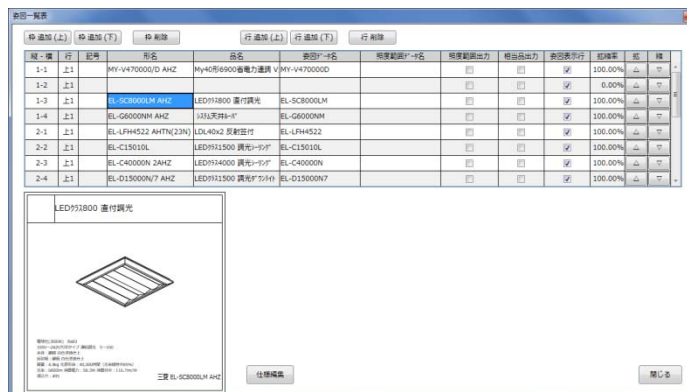 姿図一覧表
枠追加(上) 枠追加(下) 枠削除 行追加(上) 行追加(下) 行削除
縦-横 行 記号 形名 品名 姿図ﾃﾞｰﾀ名 明度範囲ﾃﾞｰﾀ名 明度範囲出力 相当品出力 姿図表示行 拡縮率 拡 縮
1-1 上1 MY-V470000/D AHZ My40形6900省電力連調 V MY-V470000D 100.00%
1-2 上1 0.00%
1-3 上1 EL-SC8000LM AHZ LEDｸﾗｽ800 直付調光 EL-SC8000LM 100.00%
1-4 上1 EL-G6000NM AHZ ｼｽﾃﾑ天井ﾙｰﾊﾞ EL-G6000NM 100.00%
2-1 上1 EL-LFH4522 AHTN(23N) LDL40x2 反射笠付 EL-LFH4522 100.00%
2-2 上1 EL-C15010L LEDｸﾗｽ1500 調光ｼｰﾘﾝｸﾞ EL-C15010L 100.00%
2-3 上1 EL-C40000N 2AHZ LEDｸﾗｽ4000 調光ｼｰﾘﾝｸﾞ EL-C40000N 100.00%
2-4 上1 EL-D15000N/7 AHZ LEDｸﾗｽ1500 調光ﾀﾞｳﾝﾗｲﾄ EL-D15000N7 100.00%
LEDｸﾗｽ800 直付調光
三菱 EL-SC8000LM AHZ
仕様編集
閉じる